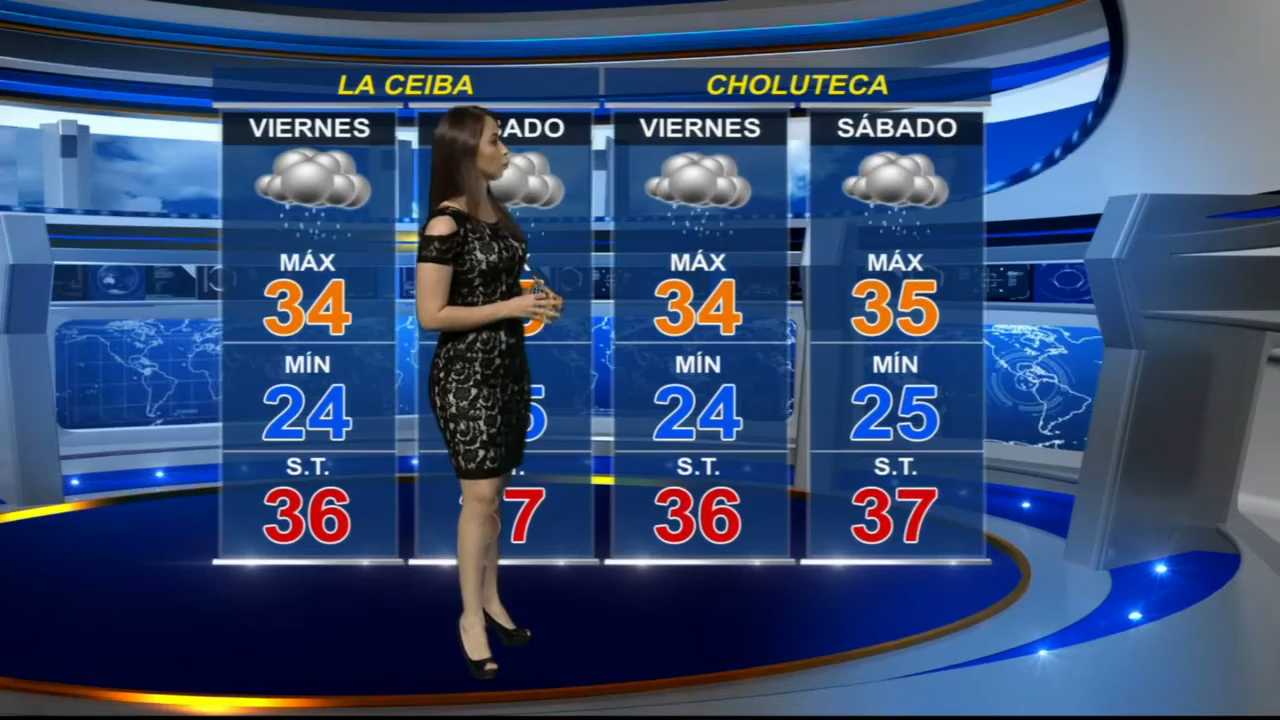 LA CEIBA
CHOLUTECA
VIERNES
VIERNES
SÁBADO
MÁX
MÁX
MÁX
34
34
35
MÍN
MÍN
MÍN
24
24
25
S.T.
S.T.
S.T.
36
7
36
37